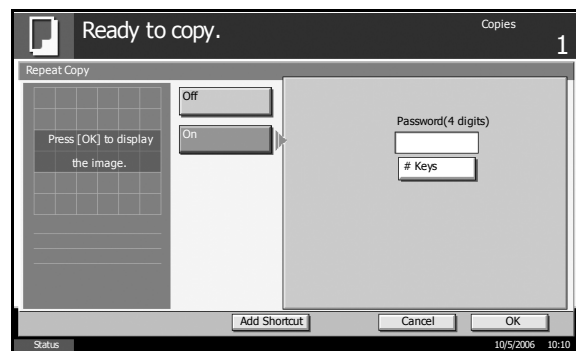 Ready to copy.
Copies
1
Repeat Copy
Off
On
Press [OK] to display
the image.
Password(4 digits)
# Keys
Add Shortcut
Cancel
OK
Status
10/5/2006 10:10